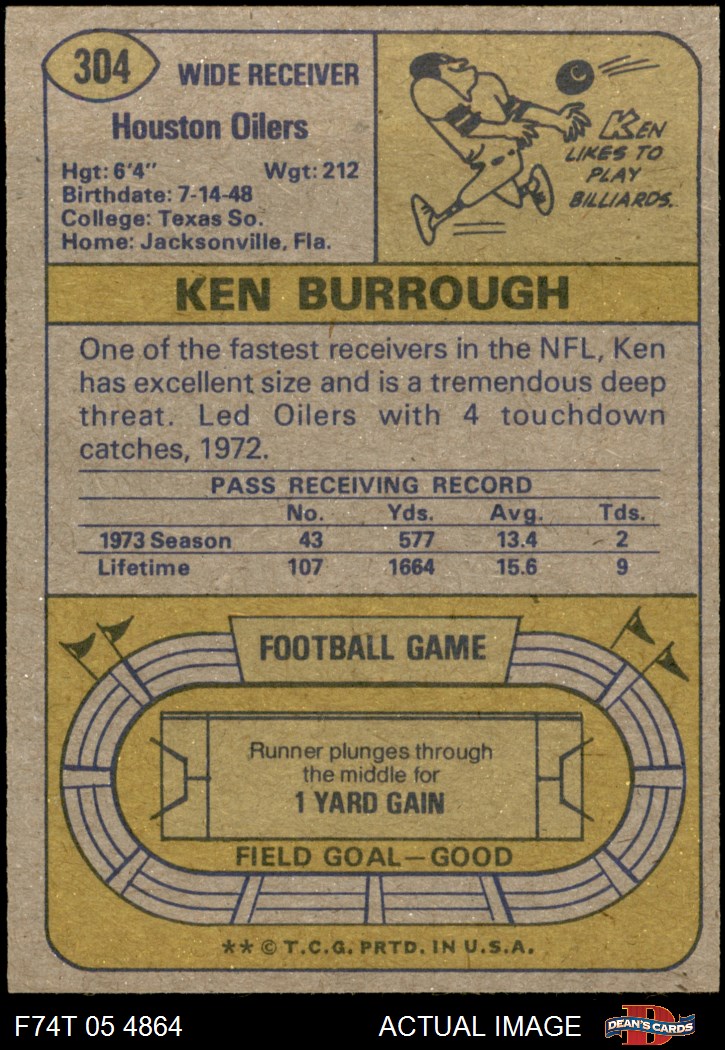 304
WIDE RECEIVER
Houston Oilers
Hgt: 6'4" Wgt: 212
Birthdate: 7-14-48
College: Texas So.
Home: Jacksonville, Fla.
C
KEN
LIKES TO
PLAY
BILLIARDS.
KEN BURROUGH
One of the fastest receivers in the NFL, Ken
has excellent size and is a tremendous deep
threat. Led Oilers with 4 touchdown
catches, 1972.
PASS RECEIVING RECORD
No. Yds. Avg. Tds.
1973 Season 43 577 13.4 2
Lifetime 107 1664 15.6 9
FOOTBALL GAME
Runner plunges through
the middle for
1 YARD GAIN
FIELD GOAL—GOOD
** © T.C.G. PRTD. IN U.S.A.
F74T 05 4864 ACTUAL IMAGE
D
DEAN'S CARDS